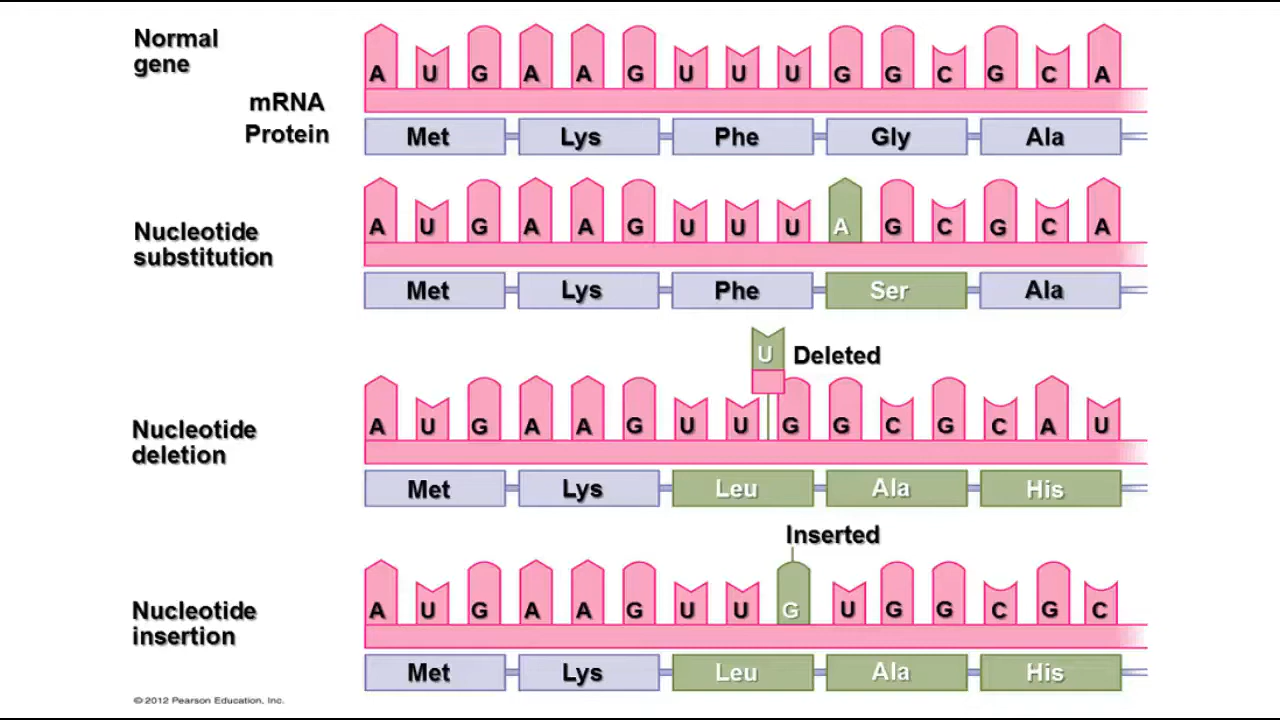 Normal
gene
A U G A A G U U U G G C G C A
mRNA
Protein
Met Lys Phe Gly Ala
A U G A A G U U U A G C G C A
Nucleotide
substitution
Met Lys Phe Ser Ala
U Deleted
A U G A A G U U G G C G C A U
Nucleotide
deletion
Met Lys Leu Ala His
Inserted
A U G A A G U U G U G G C G C
Nucleotide
insertion
Met Lys Leu Ala His
© 2012 Pearson Education, Inc.